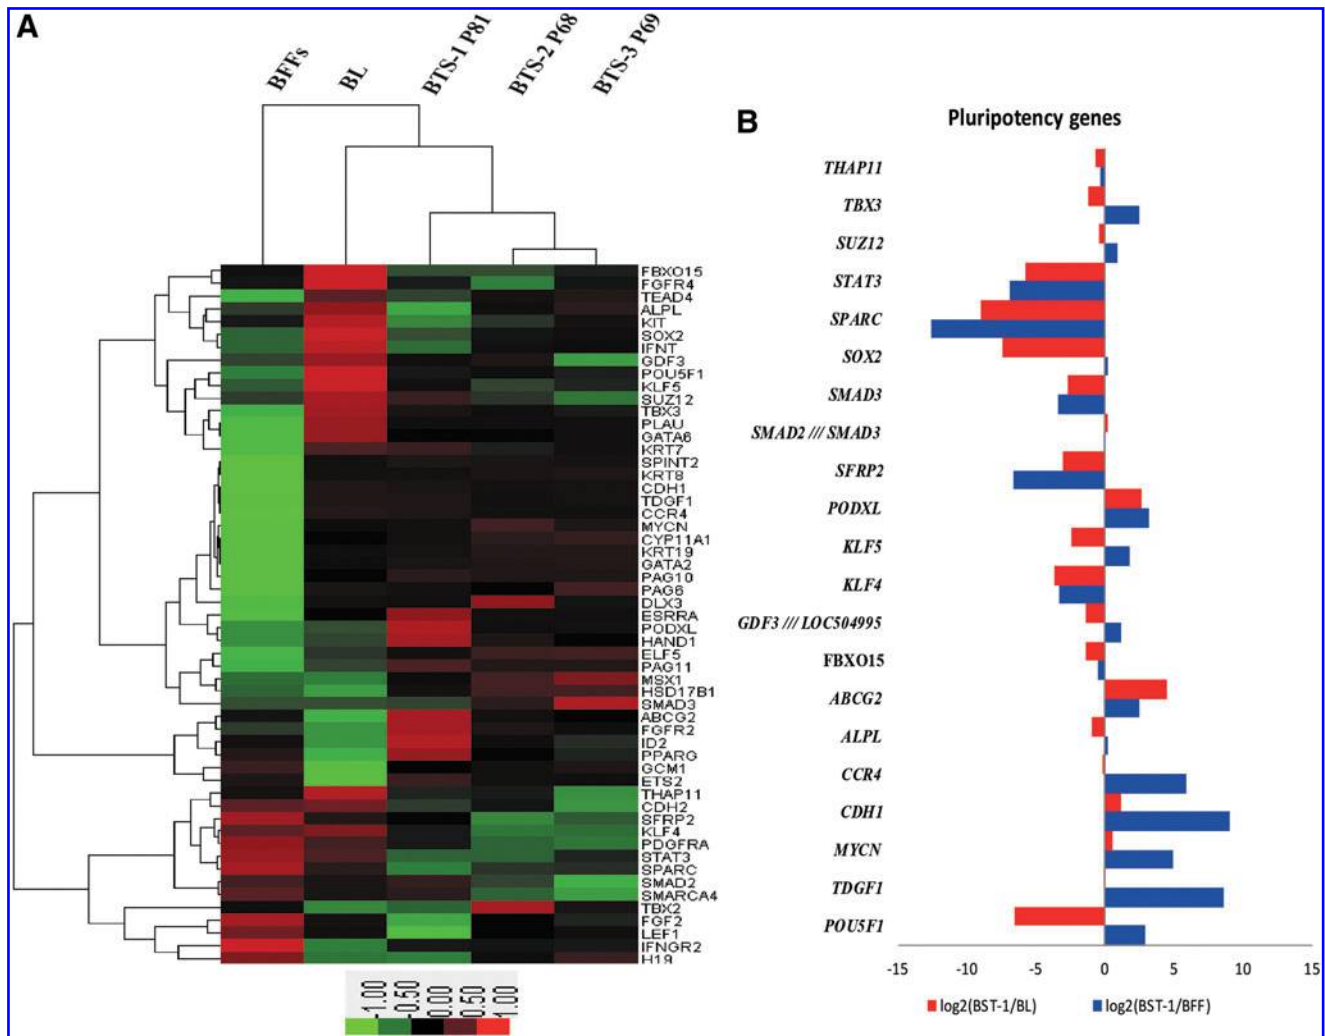 A
BFFs
BL
BTS-1 P81
BTS-2 P68
BTS-3 P69
FBXO15
FGFR4
TEAD4
ALPL
KIT
SOX2
IFNT
GDF3
POU5F1
KLF5
SUZ12
TBX3
PLAU
GATA6
KRT7
SPINT2
KRT8
CDH1
TDGF1
CCR4
MYCN
CYP11A1
KRT19
GATA2
PAG10
PAG6
DLX3
ESRRA
PODXL
HAND1
ELF5
PAG11
MSX1
HSD17B1
SMAD3
ABCG2
FGFR2
ID2
PPARG
GCM1
ETS2
THAP11
CDH2
SFRP2
KLF4
PDGFRA
STAT3
SPARC
SMAD2
SMARCA4
TBX2
FGF2
LEF1
IFNGR2
H19
-1.00
-0.50
0.00
0.50
1.00
B
Pluripotency genes
THAP11
TBX3
SUZ12
STAT3
SPARC
SOX2
SMAD3
SMAD2 /// SMAD3
SFRP2
PODXL
KLF5
KLF4
GDF3 /// LOC504995
FBXO15
ABCG2
ALPL
CCR4
CDH1
MYCN
TDGF1
POU5F1
-15 -10 -5 0 5 10 15
log2(BST-1/BL) log2(BST-1/BFF)